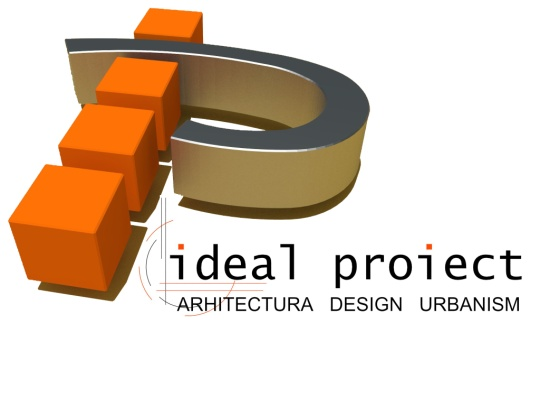 ideal proiect
ARHITECTURA DESIGN URBANISM